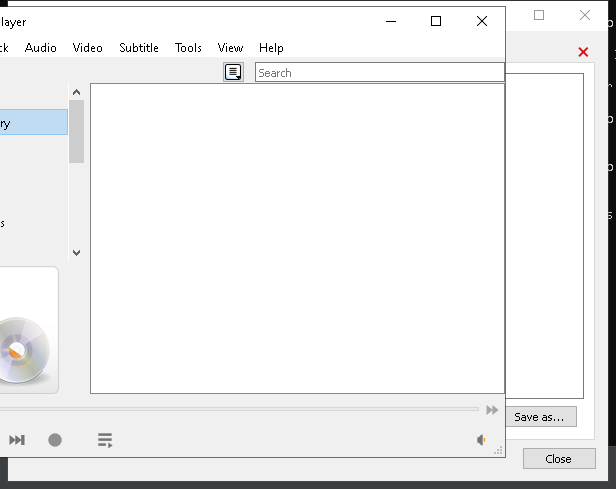 layer
ck Audio Video Subtitle Tools View Help
Search
ry
s
Save as...
Close